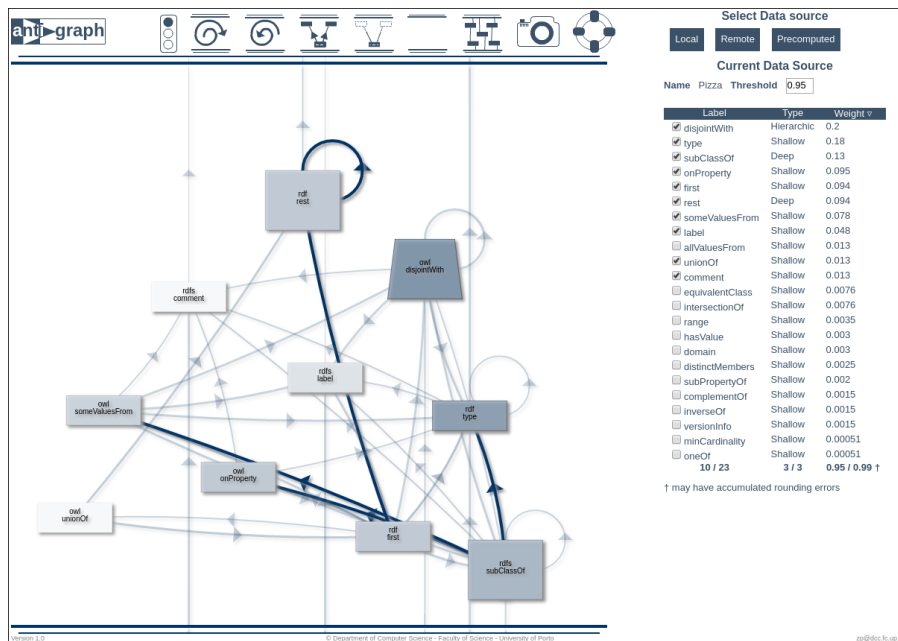 anti-graph
Select Data source
Local Remote Precomputed
Current Data Source
Name Pizza Threshold 0.95
Label Type Weight ▿
disjointWith Hierarchic 0.2
type Shallow 0.18
subClassOf Deep 0.13
onProperty Shallow 0.095
first Shallow 0.094
rest Deep 0.094
someValuesFrom Shallow 0.078
label Shallow 0.048
allValuesFrom Shallow 0.013
unionOf Shallow 0.013
comment Shallow 0.013
equivalentClass Shallow 0.0076
intersectionOf Shallow 0.0076
range Shallow 0.0035
hasValue Shallow 0.003
domain Shallow 0.003
distinctMembers Shallow 0.0025
subPropertyOf Shallow 0.002
complementOf Shallow 0.0015
inverseOf Shallow 0.0015
versionInfo Shallow 0.0015
minCardinality Shallow 0.00051
oneOf Shallow 0.00051
10 / 23 3 / 3 0.95 / 0.99 †
† may have accumulated rounding errors
rdf
rest
owl
disjointWith
rdfs
comment
rdfs
label
owl
someValuesFrom
rdf
type
owl
onProperty
owl
unionOf
rdf
first
rdfs
subClassOf
Version 1.0
© Department of Computer Science - Faculty of Science - University of Porto
zp@dcc.fc.up